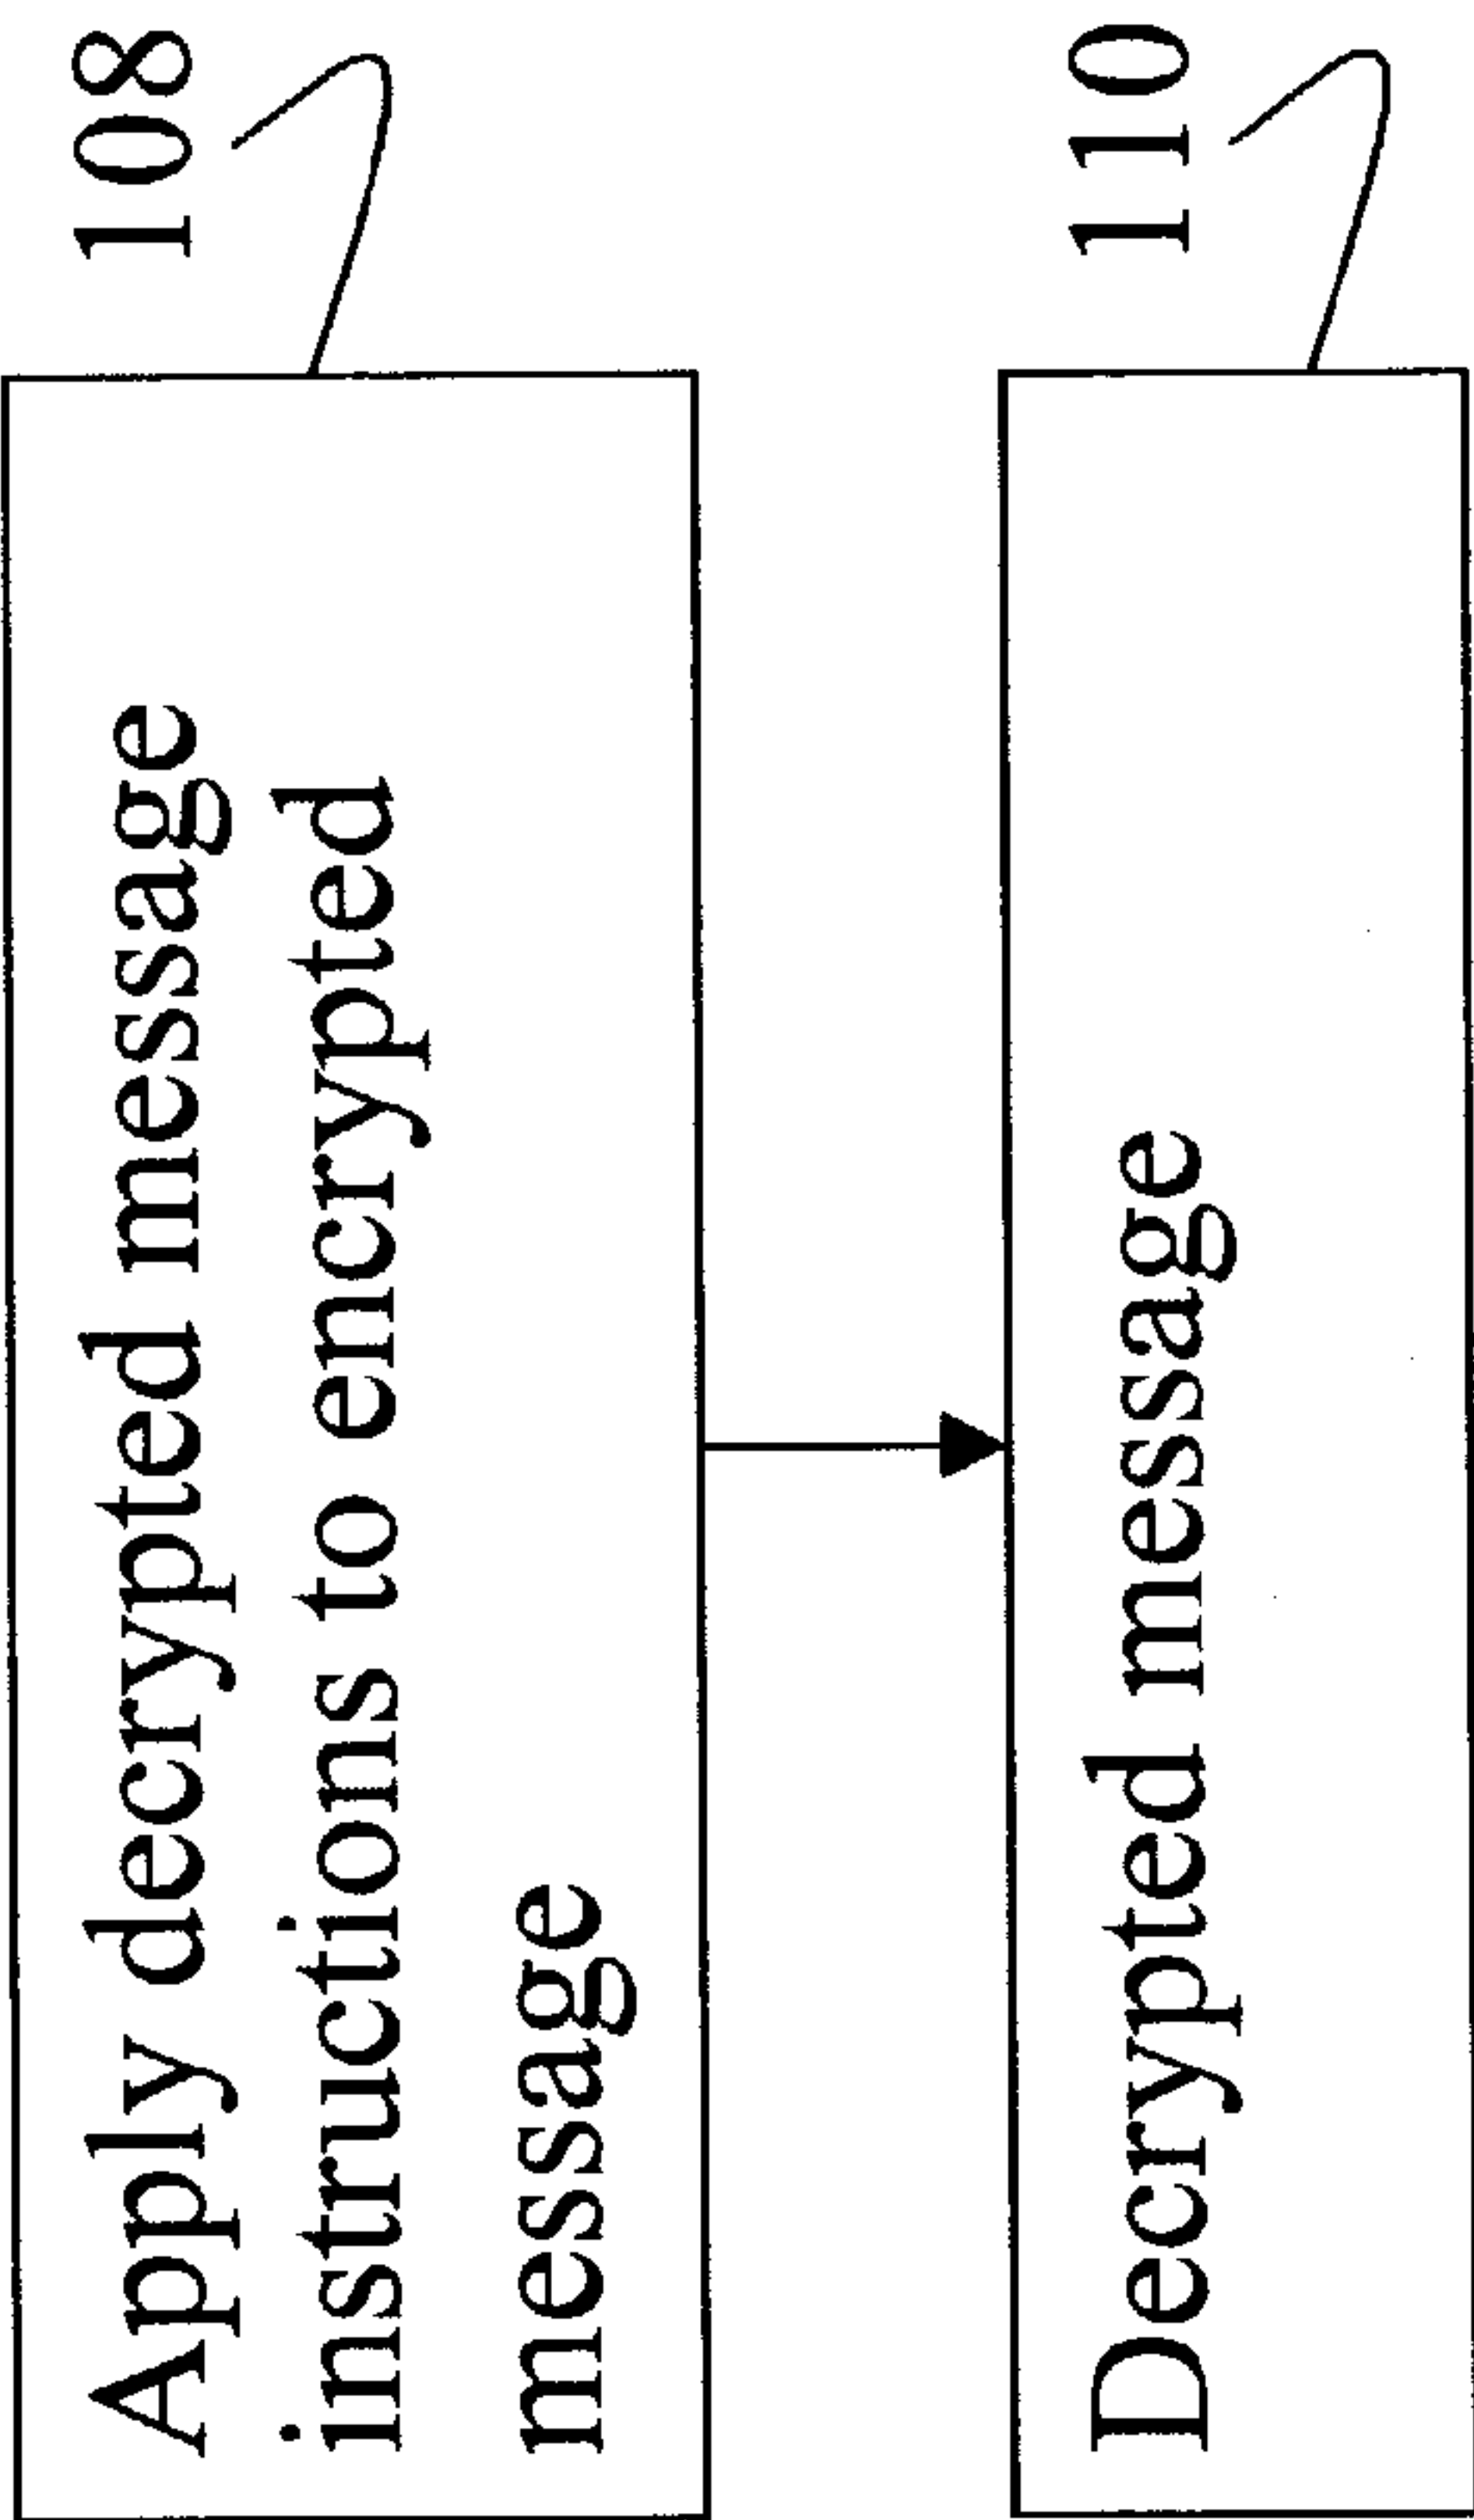 Apply decrypted message
instructions to encrypted
message
108
Decrypted message
110